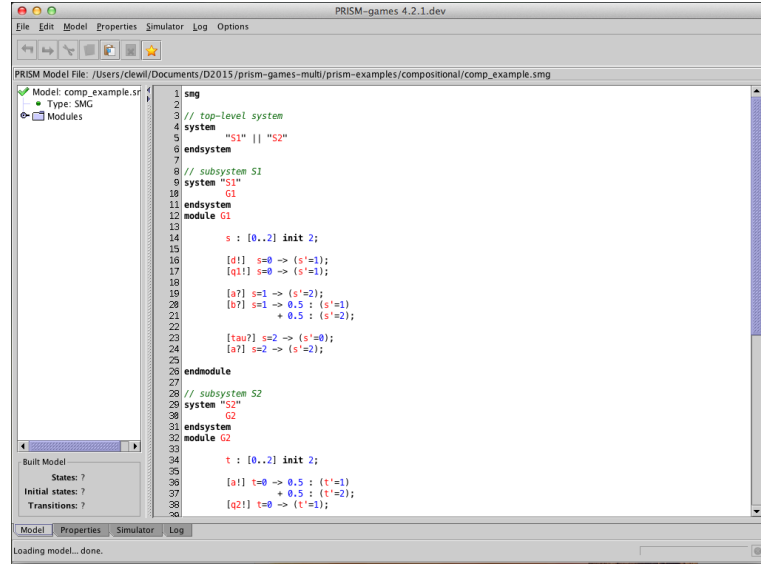 PRISM-games 4.2.1.dev
File Edit Model Properties Simulator Log Options
PRISM Model File: /Users/clewil/Documents/D2015/prism-games-multi/prism-examples/compositional/comp_example.smg
Model: comp_example.sr
Type: SMG
Modules
1 smg
2
3 // top-level system
4 system
5 "S1" || "S2"
6 endsystem
7
8 // subsystem S1
9 system "S1"
10 G1
11 endsystem
12 module G1
13
14 s : [0..2] init 2;
15
16 [d!] s=0 -> (s'=1);
17 [q1!] s=0 -> (s'=1);
18
19 [a?] s=1 -> (s'=2);
20 [b?] s=1 -> 0.5 : (s'=1)
21 + 0.5 : (s'=2);
22
23 [tau?] s=2 -> (s'=0);
24 [a?] s=2 -> (s'=2);
25
26 endmodule
27
28 // subsystem S2
29 system "S2"
30 G2
31 endsystem
32 module G2
33
34 t : [0..2] init 2;
35
36 [a!] t=0 -> 0.5 : (t'=1)
37 + 0.5 : (t'=2);
38 [q2!] t=0 -> (t'=1);
39
Built Model
States: ?
Initial states: ?
Transitions: ?
Model Properties Simulator Log
Loading model... done.